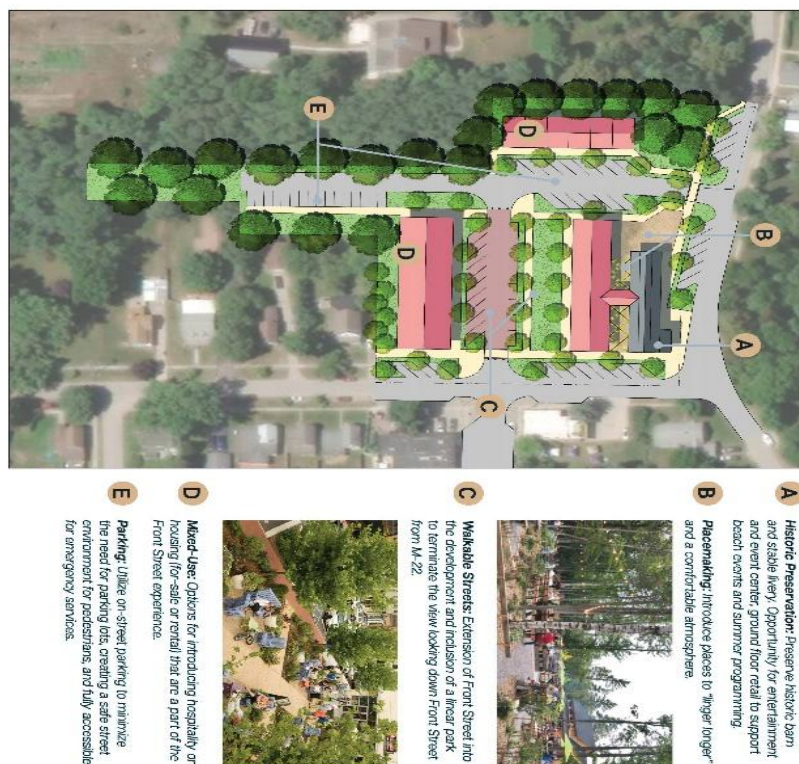 A
Historic Preservation: Preserve historic barn
and stable livery. Opportunity for entertainment
and event center, ground floor retail to support
beach events and summer programming.
B
Placemaking: Introduce places to "linger longer"
and a comfortable atmosphere.
C
Walkable Streets: Extension of Front Street into
the development and inclusion of a linear park
to terminate the view looking down Front Street
from M-22.
D
Mixed-Use: Options for introducing hospitality or
housing (for-sale or rental) that are a part of the
Front Street experience.
E
Parking: Utilize on-street parking to minimize
the need for parking lots, creating a safe street
environment for pedestrians, and fully accessible
for emergency services.
E
D
B
A
D
C